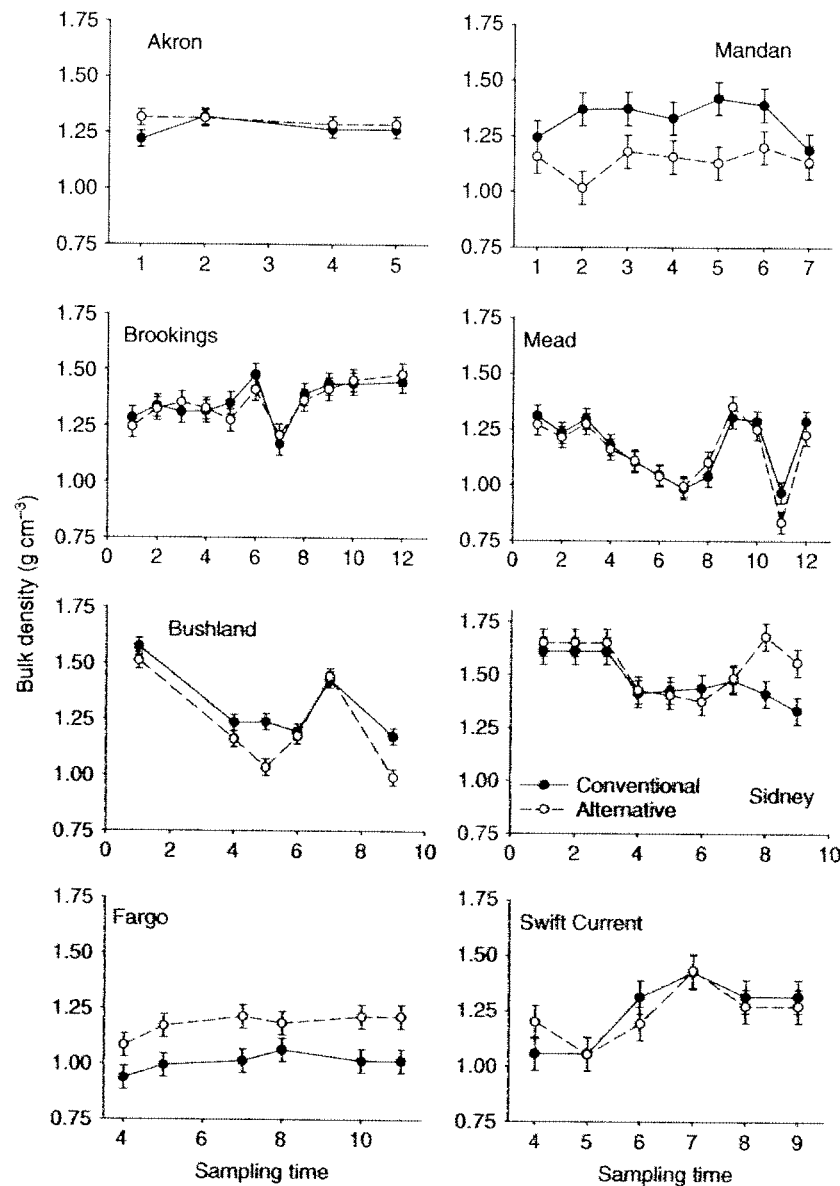 Akron
1.75
1.50
1.25
1.00
0.75
1 2 3 4 5
Mandan
1.75
1.50
1.25
1.00
0.75
1 2 3 4 5 6 7
Brookings
1.75
1.50
1.25
1.00
0.75
0 2 4 6 8 10 12
Mead
1.75
1.50
1.25
1.00
0.75
0 2 4 6 8 10 12
Bulk density (g cm⁻³)
Bushland
1.75
1.50
1.25
1.00
0.75
0 2 4 6 8 10
1.75
1.50
1.25
1.00
0.75
Conventional
Alternative
Sidney
0 2 4 6 8 10
Fargo
1.75
1.50
1.25
1.00
0.75
4 6 8 10
Sampling time
Swift Current
1.75
1.50
1.25
1.00
0.75
4 5 6 7 8 9
Sampling time